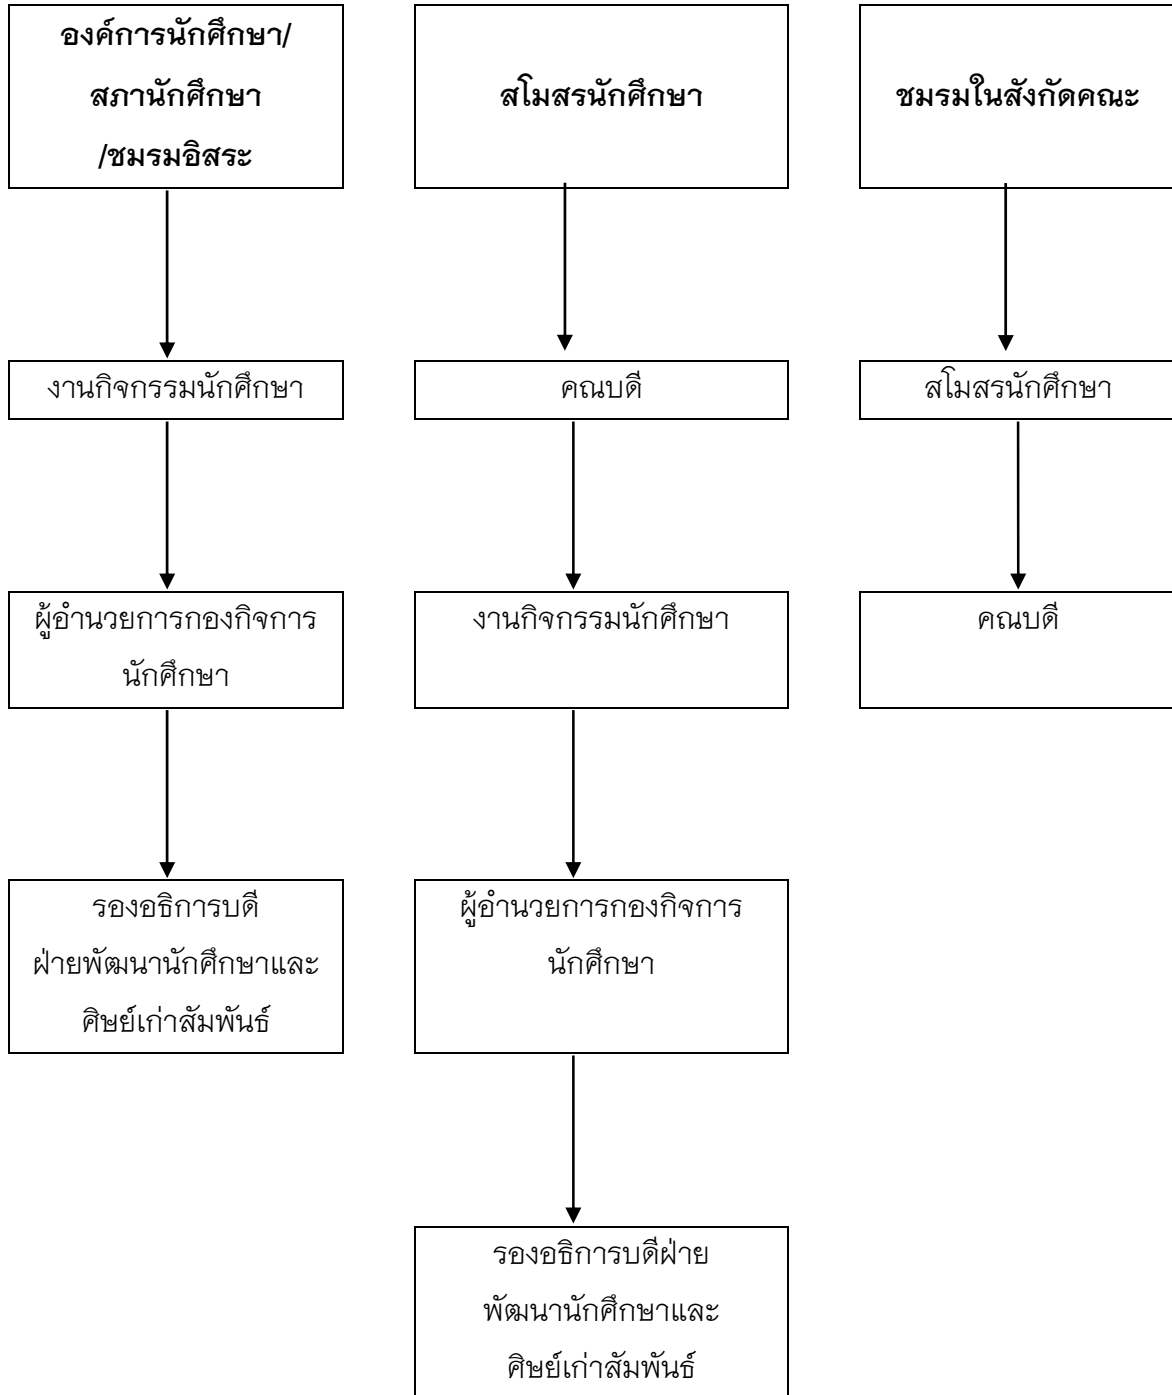 องค์การนักศึกษา/
สภานักศึกษา
/ชมรมอิสระ
งานกิจกรรมนักศึกษา
ผู้อำนวยการกองกิจการ
นักศึกษา
รองอธิการบดี
ฝ่ายพัฒนานักศึกษาและ
ศิษย์เก่าสัมพันธ์
สโมสรนักศึกษา
คณบดี
งานกิจกรรมนักศึกษา
ผู้อำนวยการกองกิจการ
นักศึกษา
รองอธิการบดีฝ่าย
พัฒนานักศึกษาและ
ศิษย์เก่าสัมพันธ์
ชมรมในสังกัดคณะ
สโมสรนักศึกษา
คณบดี